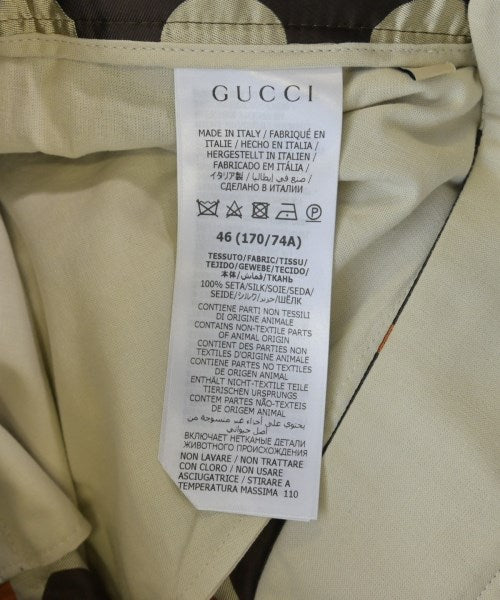 GUCCI
MADE IN ITALY / FABRIQUÉ EN
ITALIE / HECHO EN ITALIA /
HERGESTELLT IN ITALIEN /
FABRICADO EM ITÁLIA /
イタリア製 / صنع في إيطاليا /
СДЕЛАНО В ИТАЛИИ
46 (170/74A)
TESSUTO/FABRIC/TISSU/
TEJIDO/GEWEBE/TECIDO/
本体/قماش/ТКАНЬ
100% SETA/SILK/SOIE/SEDA/
SEIDE/シルク/حرير/ШЁЛК
CONTIENE PARTI NON TESSILI
DI ORIGINE ANIMALE
CONTAINS NON-TEXTILE PARTS
OF ANIMAL ORIGIN
CONTIENT DES PARTIES NON
TEXTILES D'ORIGINE ANIMALE
CONTIENE PARTES NO TEXTILES
DE ORIGEN ANIMAL
ENTHÄLT NICHT-TEXTILE TEILE
TIERISCHEN URSPRUNGS
CONTEM PARTES NÃO-TEXTEIS
DE ORIGEM ANIMAL
يحتوي على أجزاء غير منسوجة من
أصل حيواني
ВКЛЮЧАЕТ НЕТКАНЫЕ ДЕТАЛИ
ЖИВОТНОГО ПРОИСХОЖДЕНИЯ
NON LAVARE / NON TRATTARE
CON CLORO / NON USARE
ASCIUGATRICE / STIRARE A
TEMPERATURA MASSIMA 110